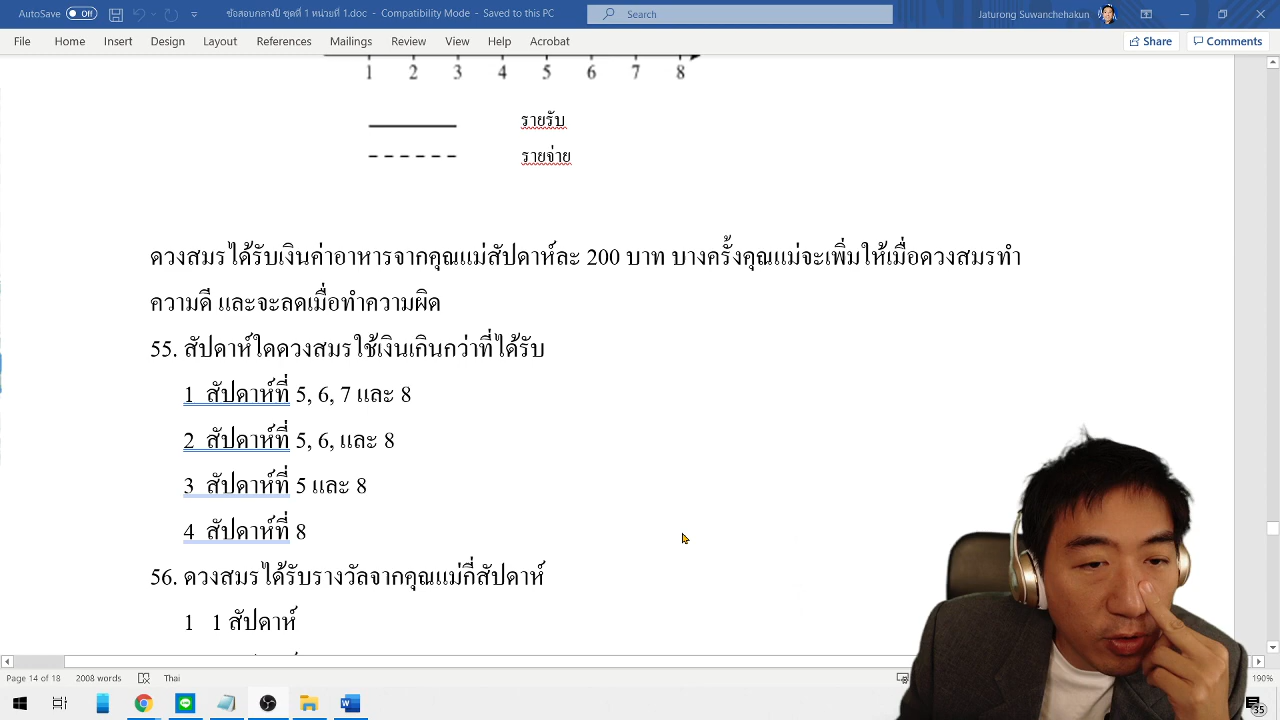 AutoSave Off ข้อสอบกลางปี ชุดที่ 1 หน้าที่ 1.doc - Compatibility Mode - Saved to this PC Search Jaturong Suwanchehakun
File Home Insert Design Layout References Mailings Review View Help Acrobat Share Comments
1 2 3 4 5 6 7 8
รายรับ
รายจ่าย
ดวงสมรได้รับเงินค่าอาหารจากคุณแม่สัปดาห์ละ 200 บาท บางครั้งคุณแม่จะเพิ่มให้เมื่อดวงสมรทำ
ความดี และจะลดเมื่อทำความผิด
55. สัปดาห์ใดดวงสมรใช้เงินเกินกว่าที่ได้รับ
1 สัปดาห์ที่ 5, 6, 7 และ 8
2 สัปดาห์ที่ 5, 6, และ 8
3 สัปดาห์ที่ 5 และ 8
4 สัปดาห์ที่ 8
56. ดวงสมรได้รับรางวัลจากคุณแม่กี่สัปดาห์
1 1 สัปดาห์
Page 14 of 18 2008 words Thai 190%
35